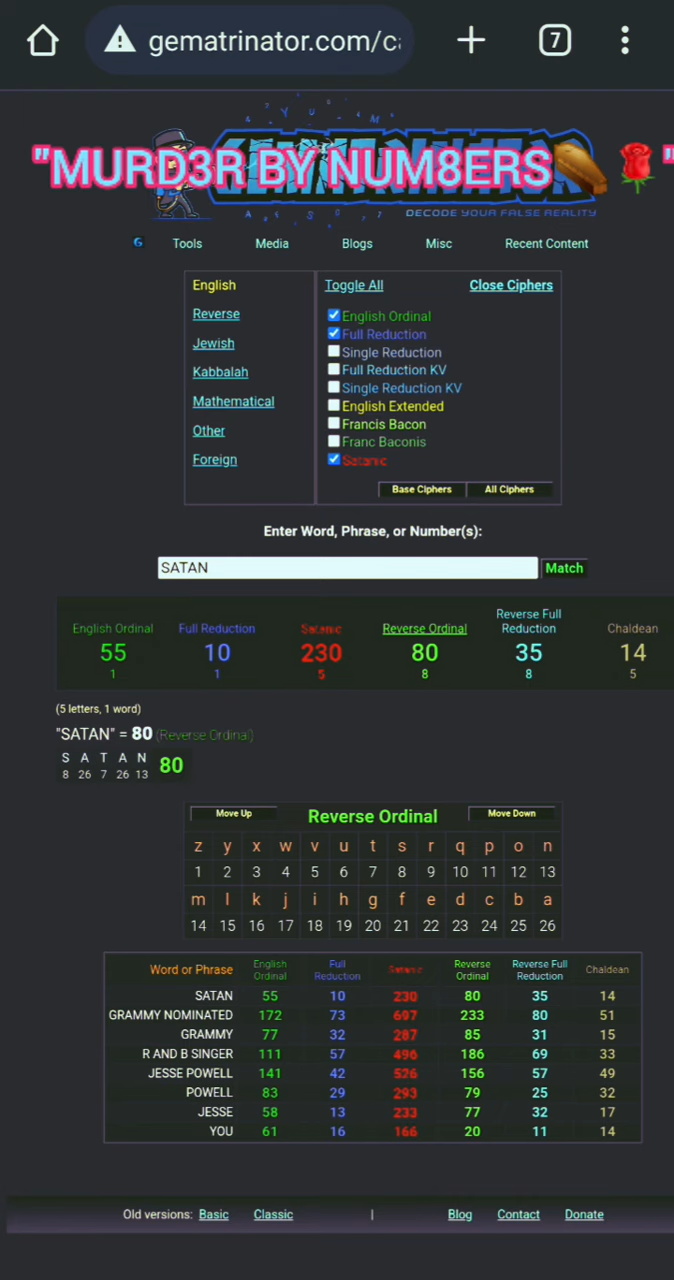 gematrinator.com/ca
7
"MURD3R BY NUM8ERS
"
DECODE YOUR FALSE REALITY
Tools Media Blogs Misc Recent Content
English
Reverse
Jewish
Kabbalah
Mathematical
Other
Foreign
Toggle All Close Ciphers
English Ordinal
Full Reduction
Single Reduction
Full Reduction KV
Single Reduction KV
English Extended
Francis Bacon
Franc Baconis
Satanic
Base Ciphers All Ciphers
Enter Word, Phrase, or Number(s):
SATAN Match
English Ordinal Full Reduction Satanic Reverse Ordinal Reverse Full Reduction Chaldean
55 10 230 80 35 14
1 1 5 8 8 5
(5 letters, 1 word)
"SATAN" = 80 (Reverse Ordinal)
S A T A N 80
8 26 7 26 13
Move Up Reverse Ordinal Move Down
z y x w v u t s r q p o n
1 2 3 4 5 6 7 8 9 10 11 12 13
m l k j i h g f e d c b a
14 15 16 17 18 19 20 21 22 23 24 25 26
Word or Phrase English Ordinal Full Reduction Satanic Reverse Ordinal Reverse Full Reduction Chaldean
SATAN 55 10 230 80 35 14
GRAMMY NOMINATED 172 73 697 233 80 51
GRAMMY 77 32 287 85 31 15
R AND B SINGER 111 57 496 186 69 33
JESSE POWELL 141 42 526 156 57 49
POWELL 83 29 293 79 25 32
JESSE 58 13 233 77 32 17
YOU 61 16 166 20 11 14
Old versions: Basic Classic | Blog Contact Donate